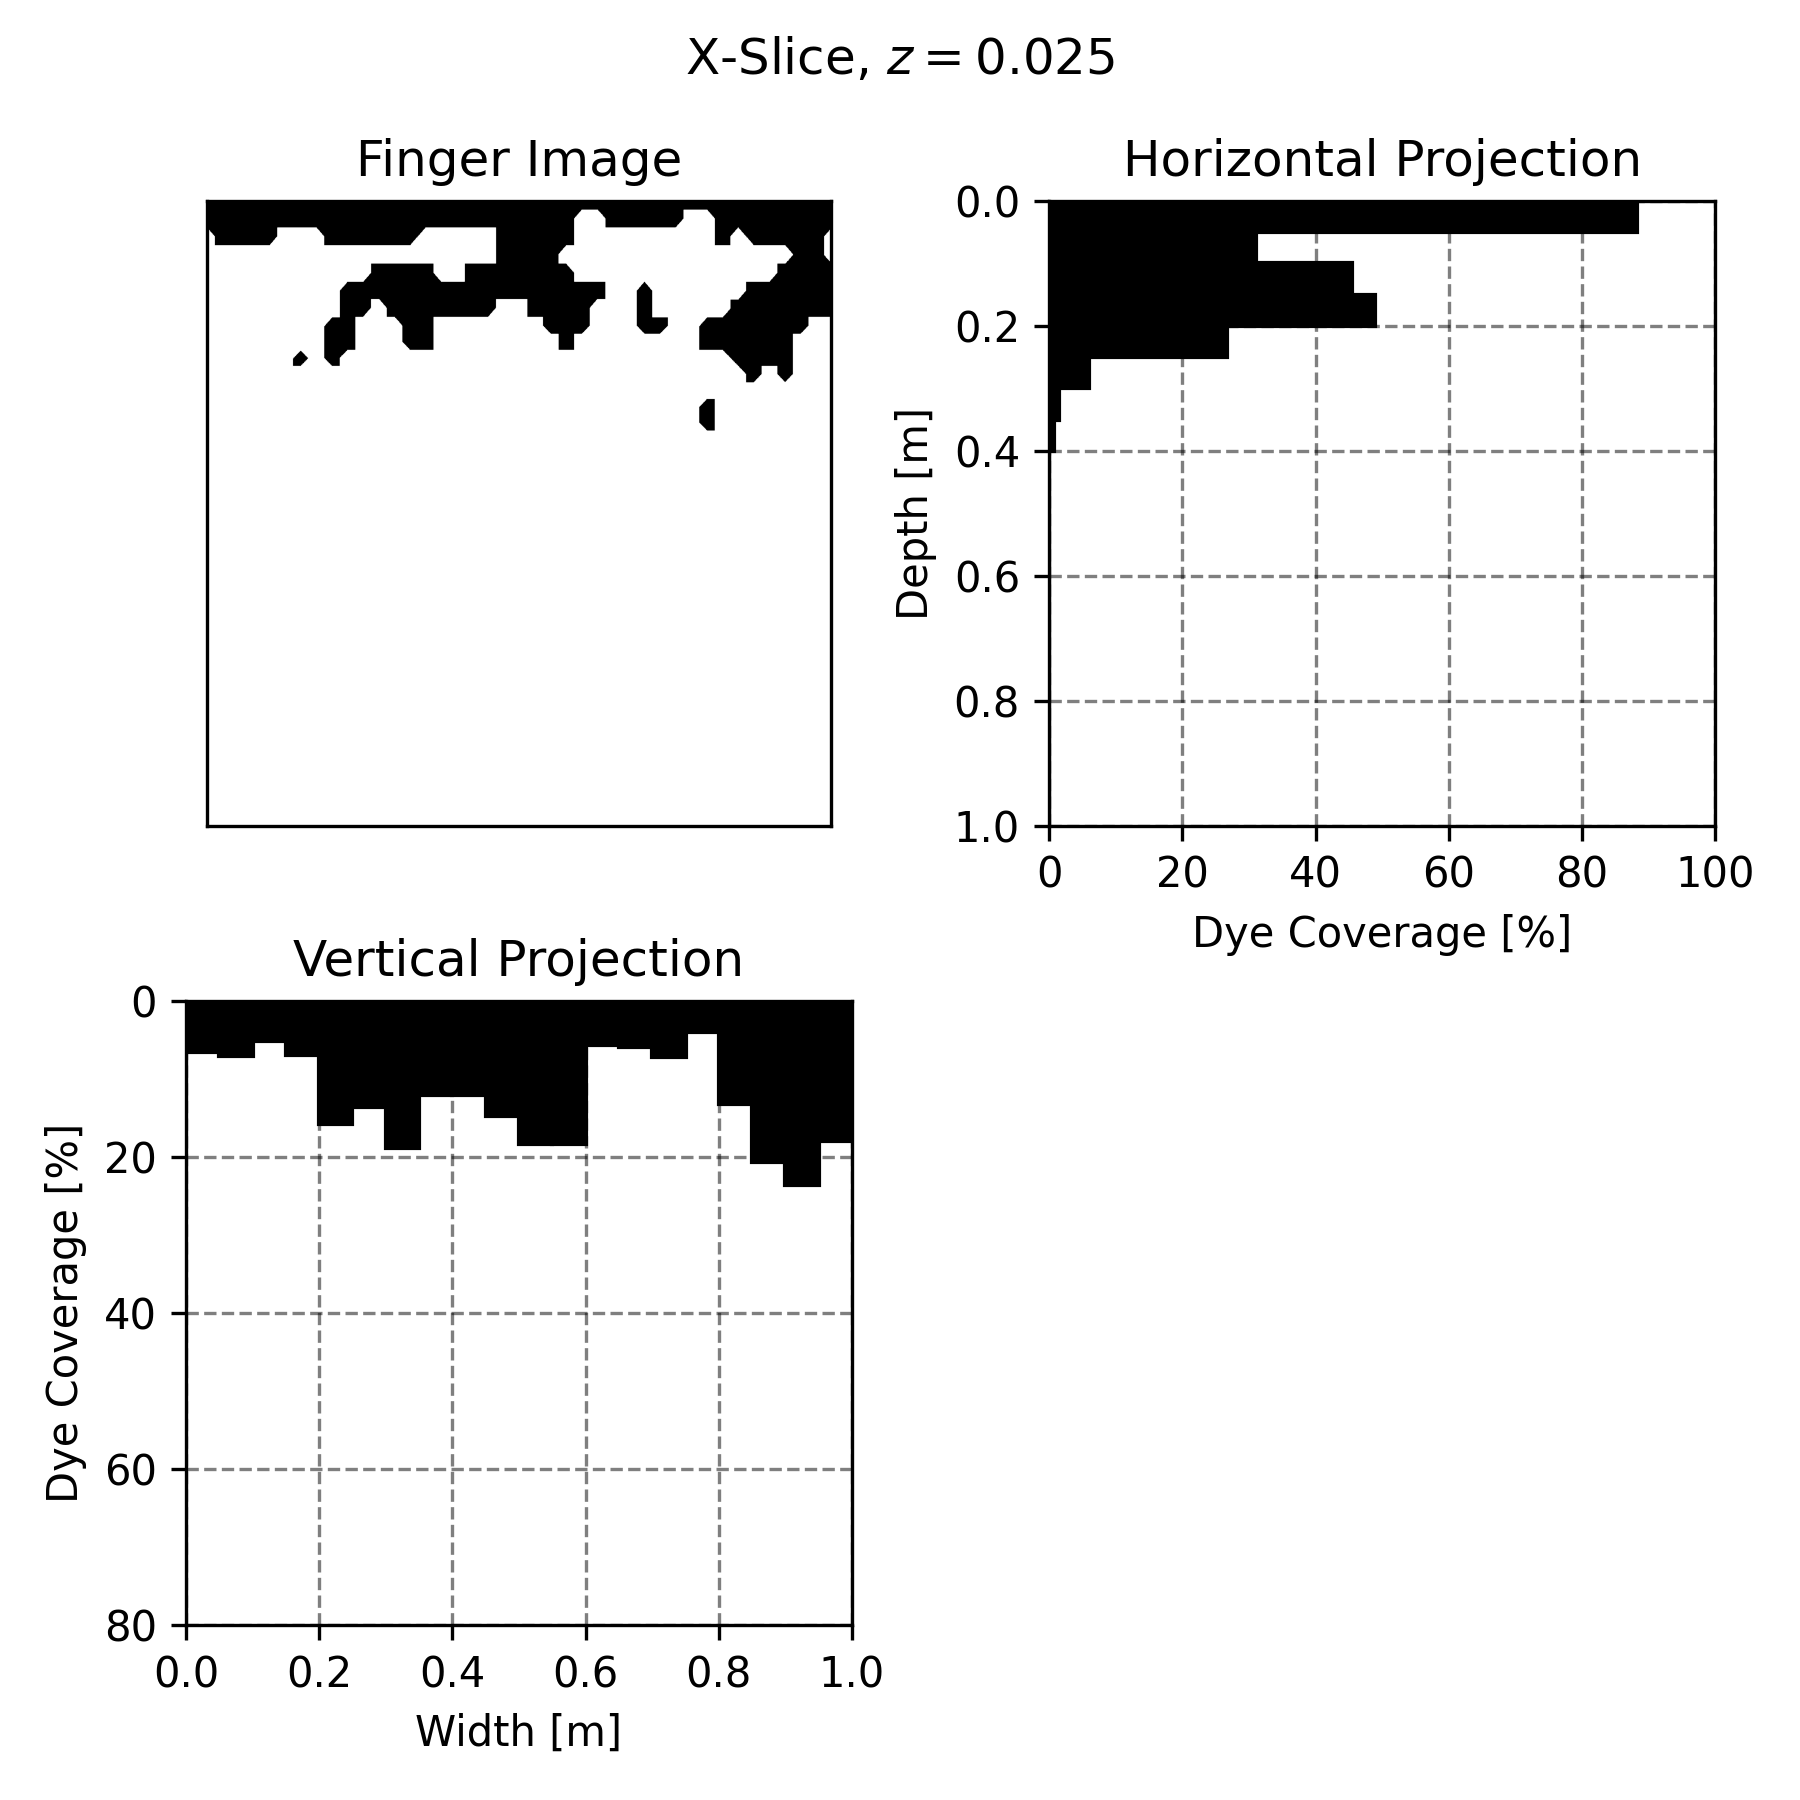 X-Slice, z = 0.025
Finger Image
Horizontal Projection
0.0
0.2
0.4
0.6
0.8
1.0
Depth [m]
0 20 40 60 80 100
Dye Coverage [%]
Vertical Projection
0
20
40
60
80
Dye Coverage [%]
0.0 0.2 0.4 0.6 0.8 1.0
Width [m]